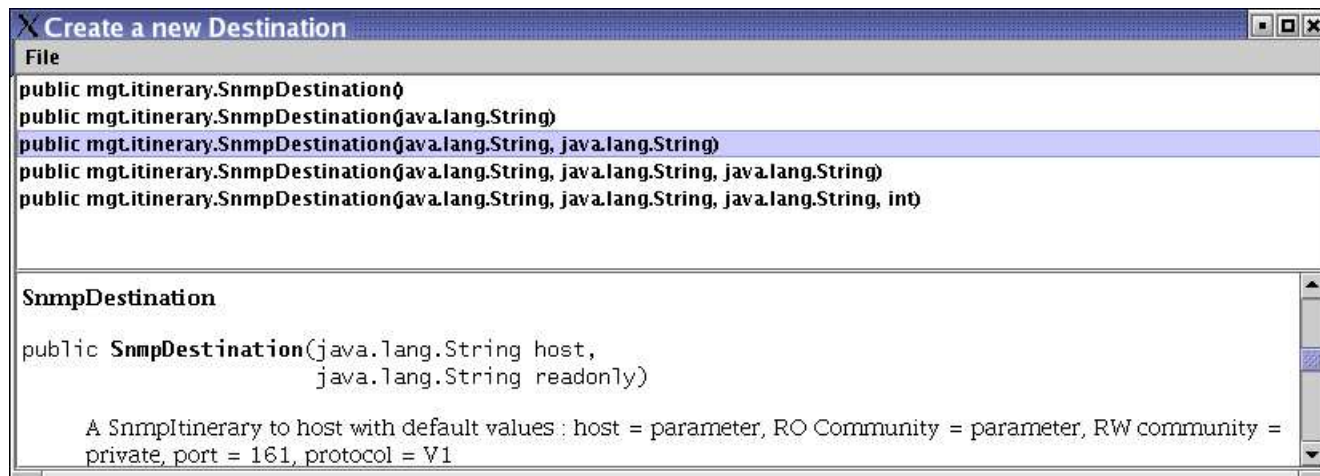 X Create a new Destination
File
public mgt.itinerary.SnmpDestination()
public mgt.itinerary.SnmpDestination(java.lang.String)
public mgt.itinerary.SnmpDestination(java.lang.String, java.lang.String)
public mgt.itinerary.SnmpDestination(java.lang.String, java.lang.String, java.lang.String)
public mgt.itinerary.SnmpDestination(java.lang.String, java.lang.String, java.lang.String, int)
SnmpDestination
public SnmpDestination(java.lang.String host,
java.lang.String readonly)
A SnmpItinerary to host with default values : host = parameter, RO Community = parameter, RW community =
private, port = 161, protocol = V1